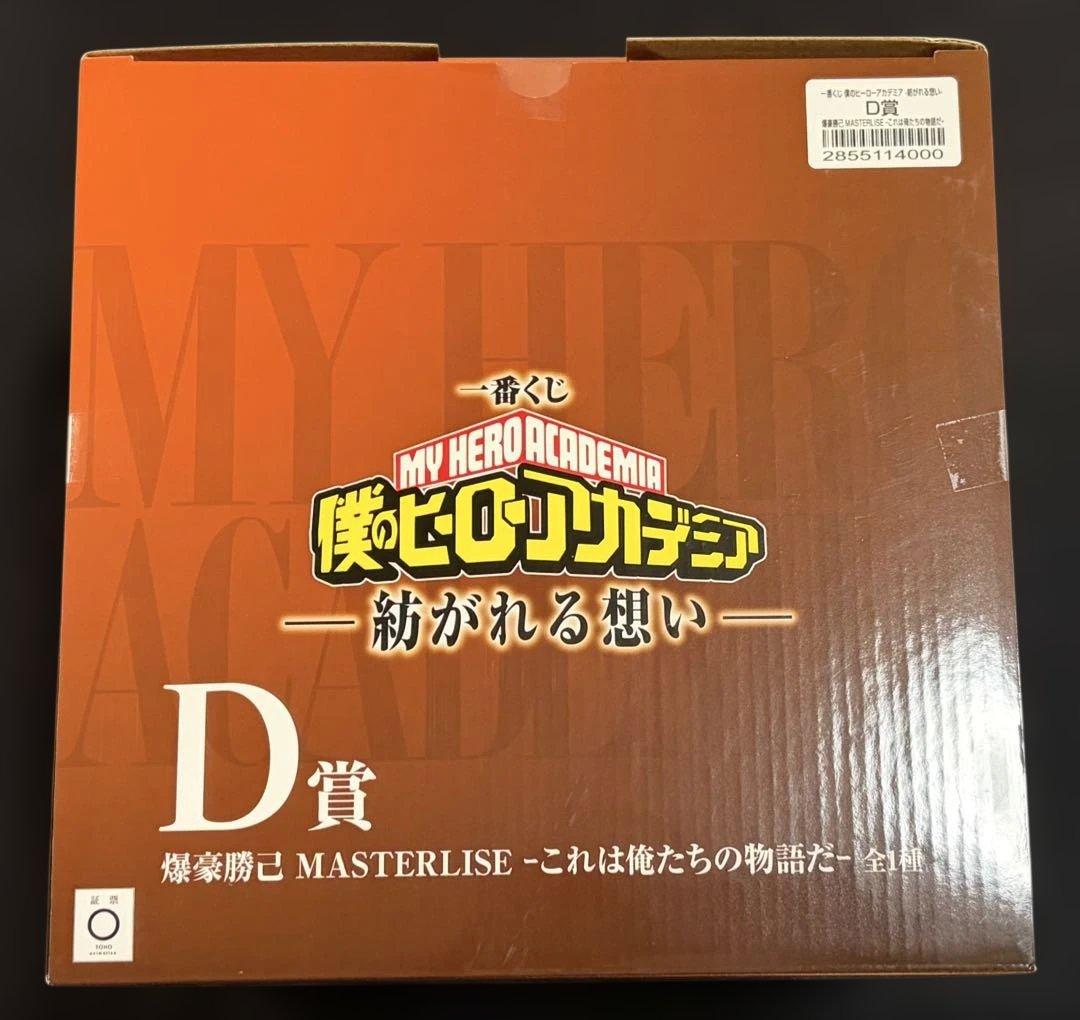 一番くじ 僕のヒーローアカデミア -紡がれる想い-
D賞
爆豪勝己 MASTERLISE -これは俺たちの物語だ-
2855114000
MY HERO
ACADE
一番くじ
MY HERO ACADEMIA
僕のヒーローアカデミア
―紡がれる想い―
D賞
爆豪勝己 MASTERLISE -これは俺たちの物語だ- 全1種
証票
TOHO
animation